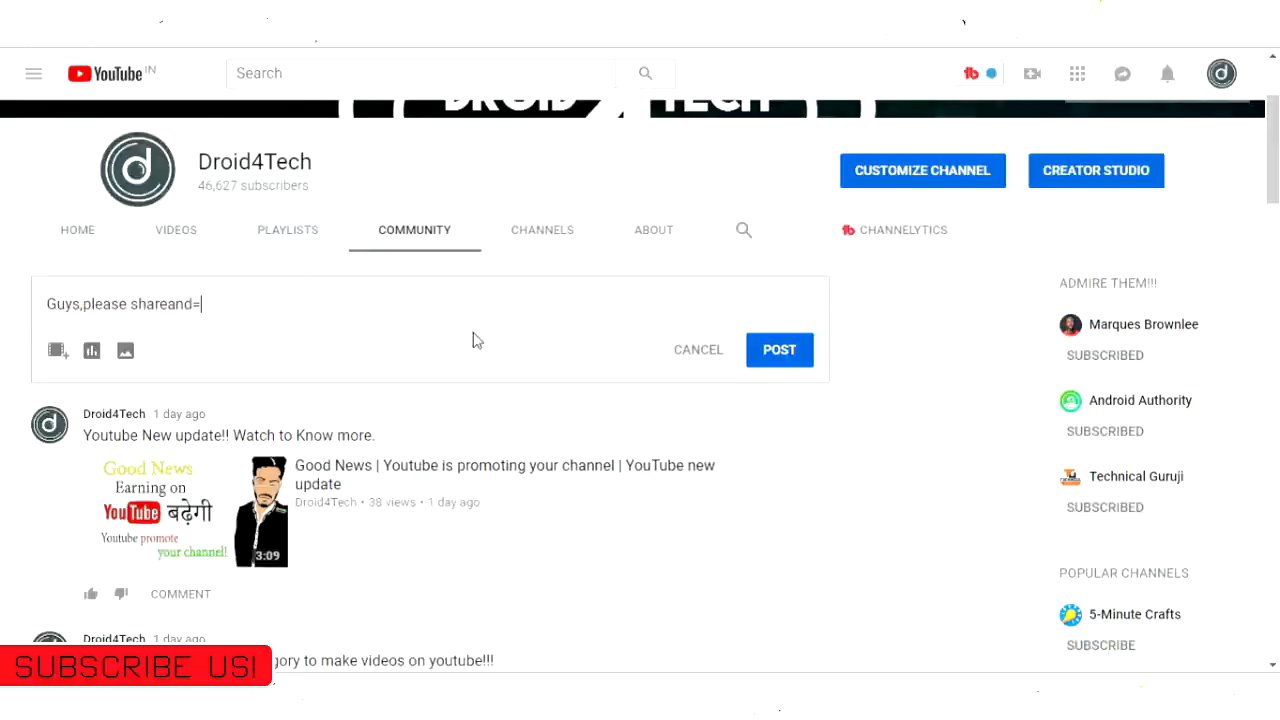 DROID 4 TECH
YouTube IN
Search
Droid4Tech
46,627 subscribers
CUSTOMIZE CHANNEL
CREATOR STUDIO
HOME
VIDEOS
PLAYLISTS
COMMUNITY
CHANNELS
ABOUT
CHANNELYTICS
Guys,please shareand=
CANCEL
POST
Droid4Tech 1 day ago
Youtube New update!! Watch to Know more.
Good News
Earning on
YouTube बढ़ेगी
Youtube promote
your channel!
3:09
Good News | Youtube is promoting your channel | YouTube new
update
Droid4Tech • 38 views • 1 day ago
COMMENT
Droid4Tech 1 day ago
gory to make videos on youtube!!!
SUBSCRIBE US!
ADMIRE THEM!!!
Marques Brownlee
SUBSCRIBED
Android Authority
SUBSCRIBED
Technical Guruji
SUBSCRIBED
POPULAR CHANNELS
5-Minute Crafts
SUBSCRIBE